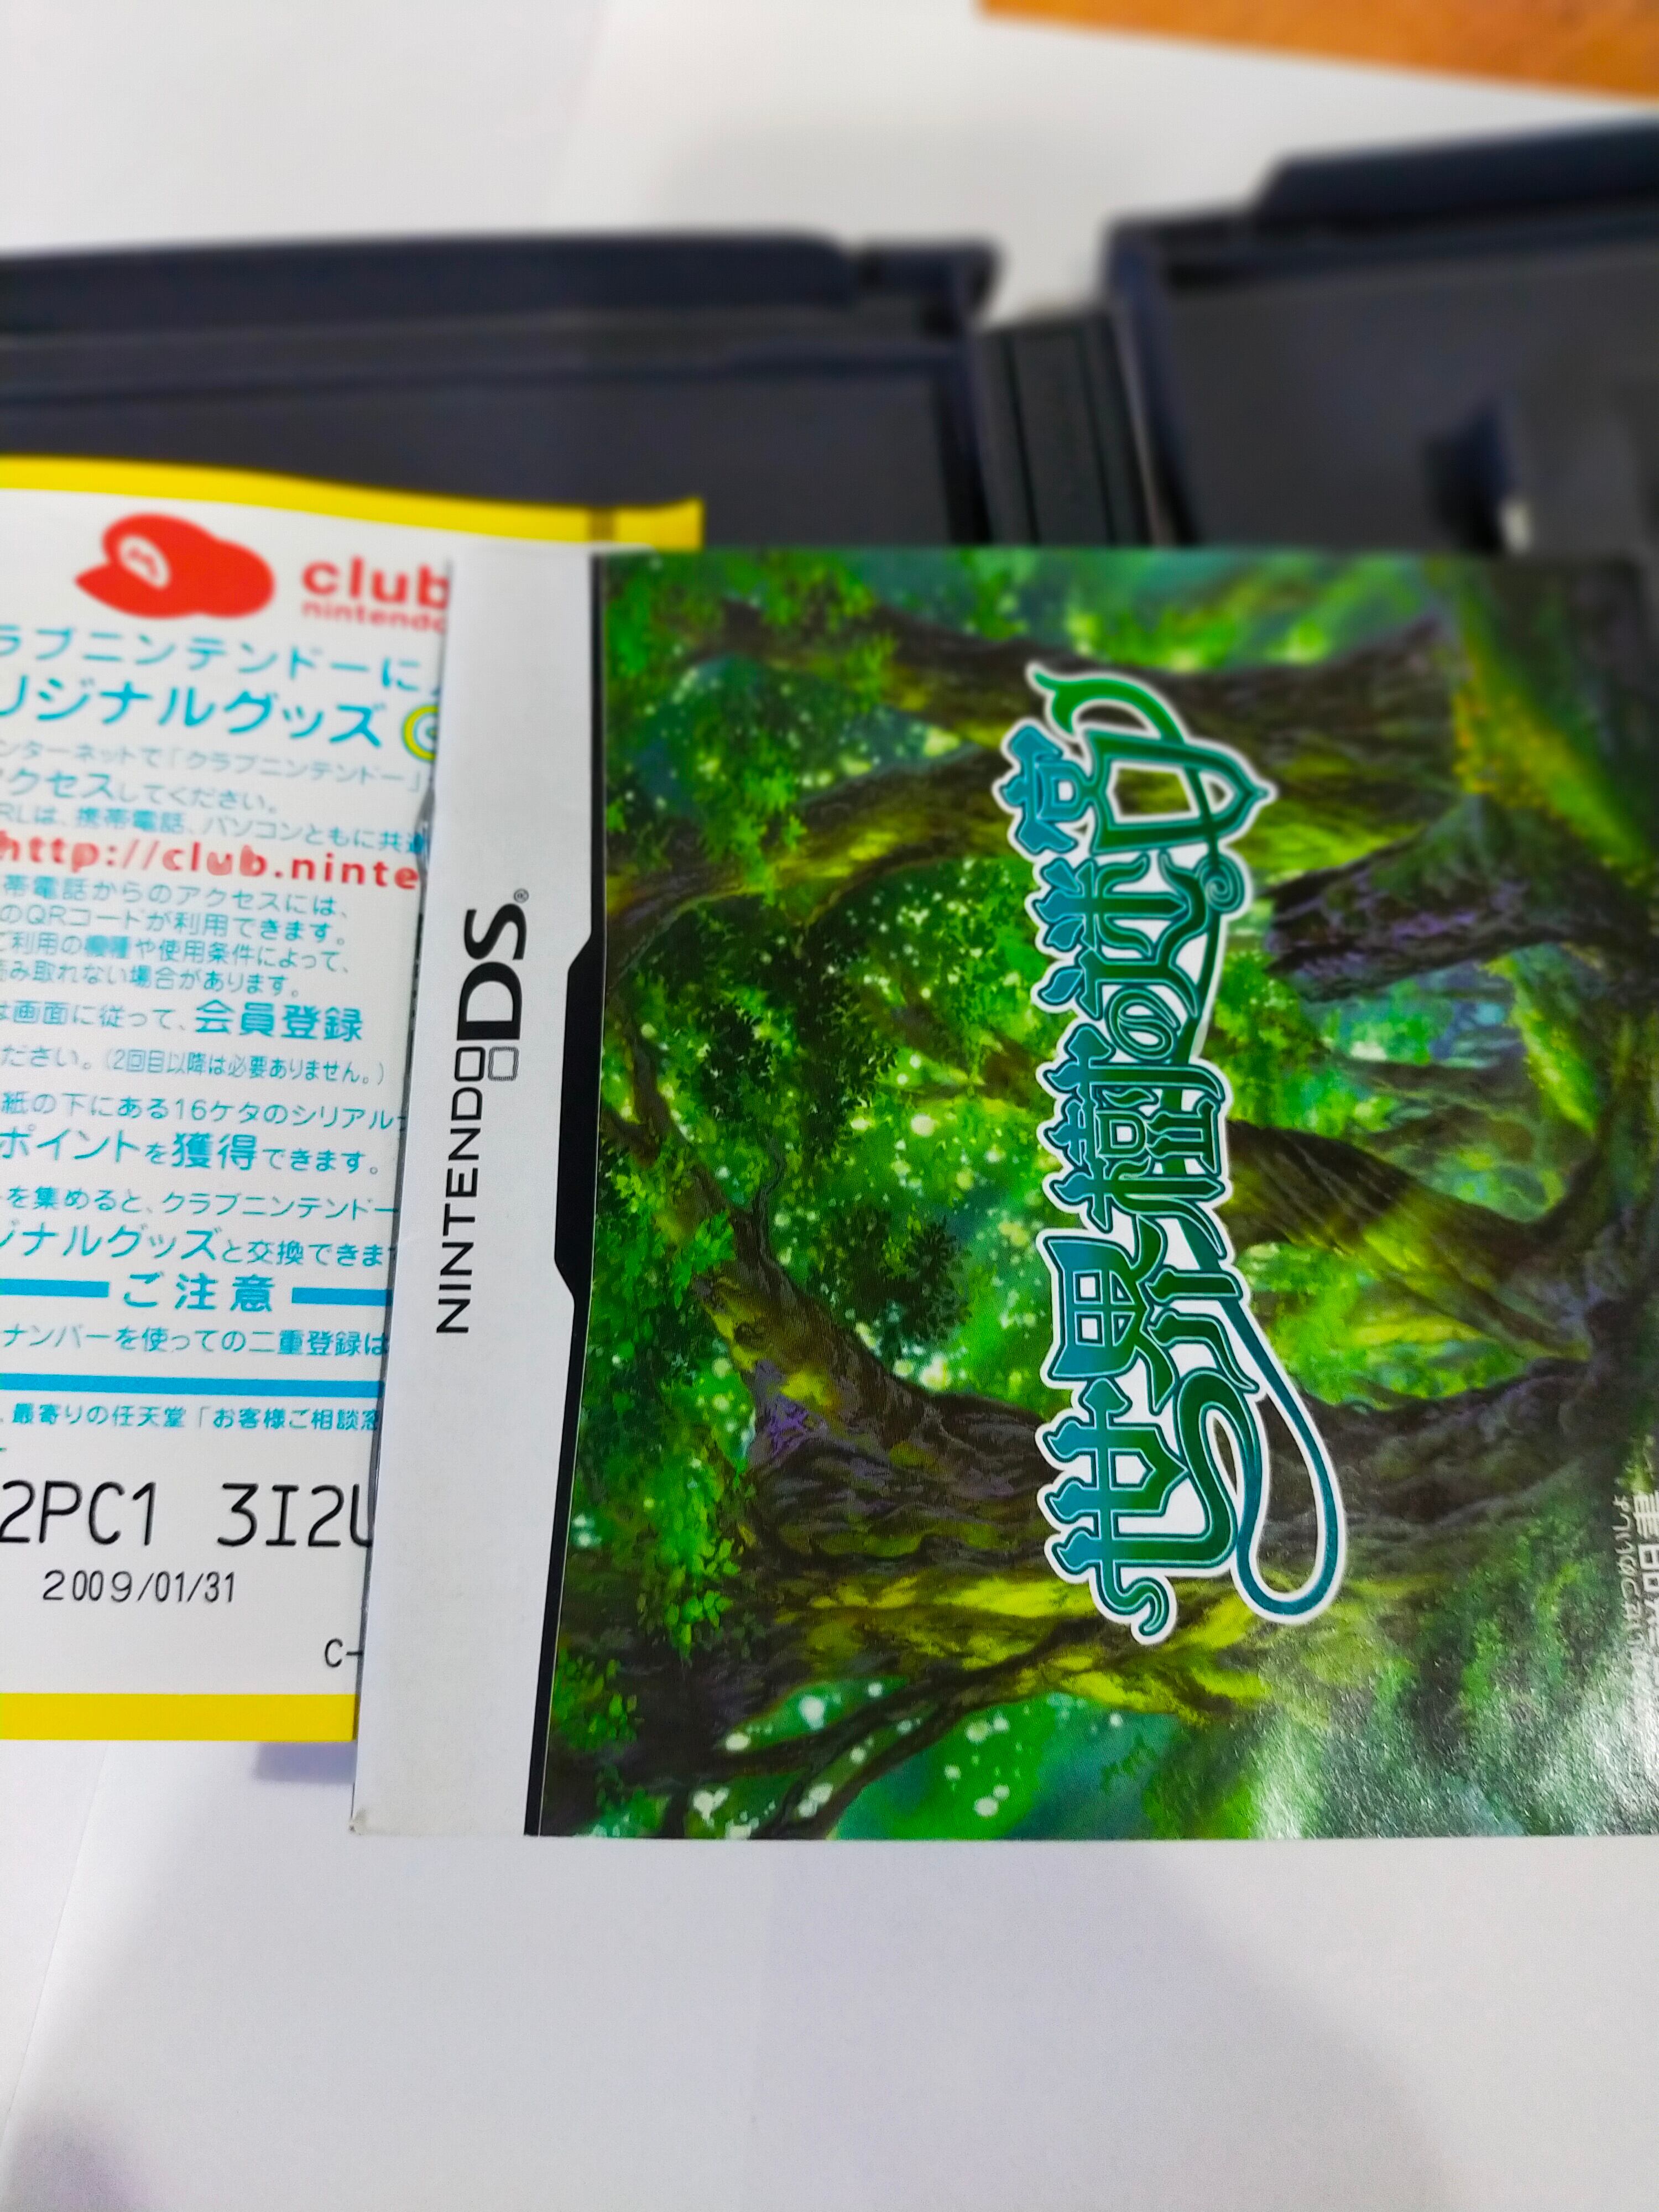 club
nintendo
ラブニンテンドーに
リジナルグッズ
ンターネットで「クラブニンテンドー」
アクセスしてください。
RLは、携帯電話、パソコンともに共通
http://club.ninte
帯電話からのアクセスには、
のQRコードが利用できます。
ご利用の機種や使用条件によって、
読み取れない場合があります。
は画面に従って、会員登録
ださい。(2回目以降は必要ありません。)
紙の下にある16ケタのシリアル
ポイントを獲得できます。
を集めると、クラブニンテンドー
ジナルグッズと交換できま
ご注意
ナンバーを使っての二重登録は
、最寄りの任天堂「お客様ご相談窓
2PC1 3I2U
2009/01/31
C-
NINTENDO DS®
世界樹の迷宮